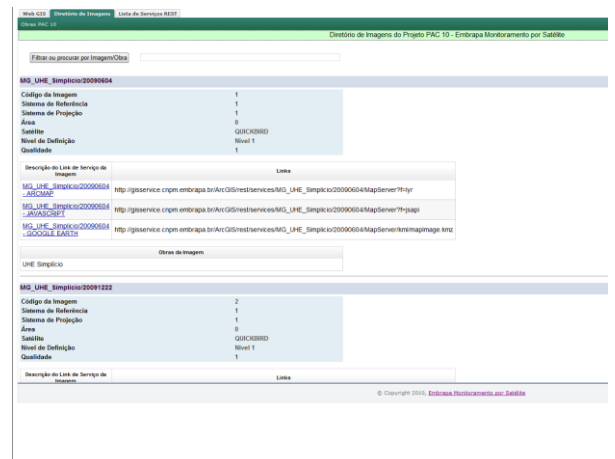 Web GIS Diretório de Imagens Lista de Serviços REST
Obras PAC 10
Diretório de Imagens do Projeto PAC 10 - Embrapa Monitoramento por Satélite
Filtrar ou procurar por Imagem/Obra
MG_UHE_Simplicio/20090604
Código da Imagem 1
Sistema de Referência 1
Sistema de Projeção 1
Área 0
Satélite QUICKBIRD
Nivel de Definição Nivel 1
Qualidade 1
Descrição do Link de Serviço da Imagem Links
MG_UHE_Simplicio/20090604 - ARCMAP http://gisservice.cnpm.embrapa.br/ArcGIS/rest/services/MG_UHE_Simplicio/20090604/MapServer?f=lyr
MG_UHE_Simplicio/20090604 - JAVASCRIPT http://gisservice.cnpm.embrapa.br/ArcGIS/rest/services/MG_UHE_Simplicio/20090604/MapServer?f=jsapi
MG_UHE_Simplicio/20090604 - GOOGLE EARTH http://gisservice.cnpm.embrapa.br/ArcGIS/rest/services/MG_UHE_Simplicio/20090604/MapServer/kml/mapImage.kmz
Obras da Imagem
UHE Simplício
MG_UHE_Simplicio/20091222
Código da Imagem 2
Sistema de Referência 1
Sistema de Projeção 1
Área 0
Satélite QUICKBIRD
Nivel de Definição Nivel 1
Qualidade 1
Descrição do Link de Serviço da Imagem Links
© Copyright 2010, Embrapa Monitoramento por Satélite